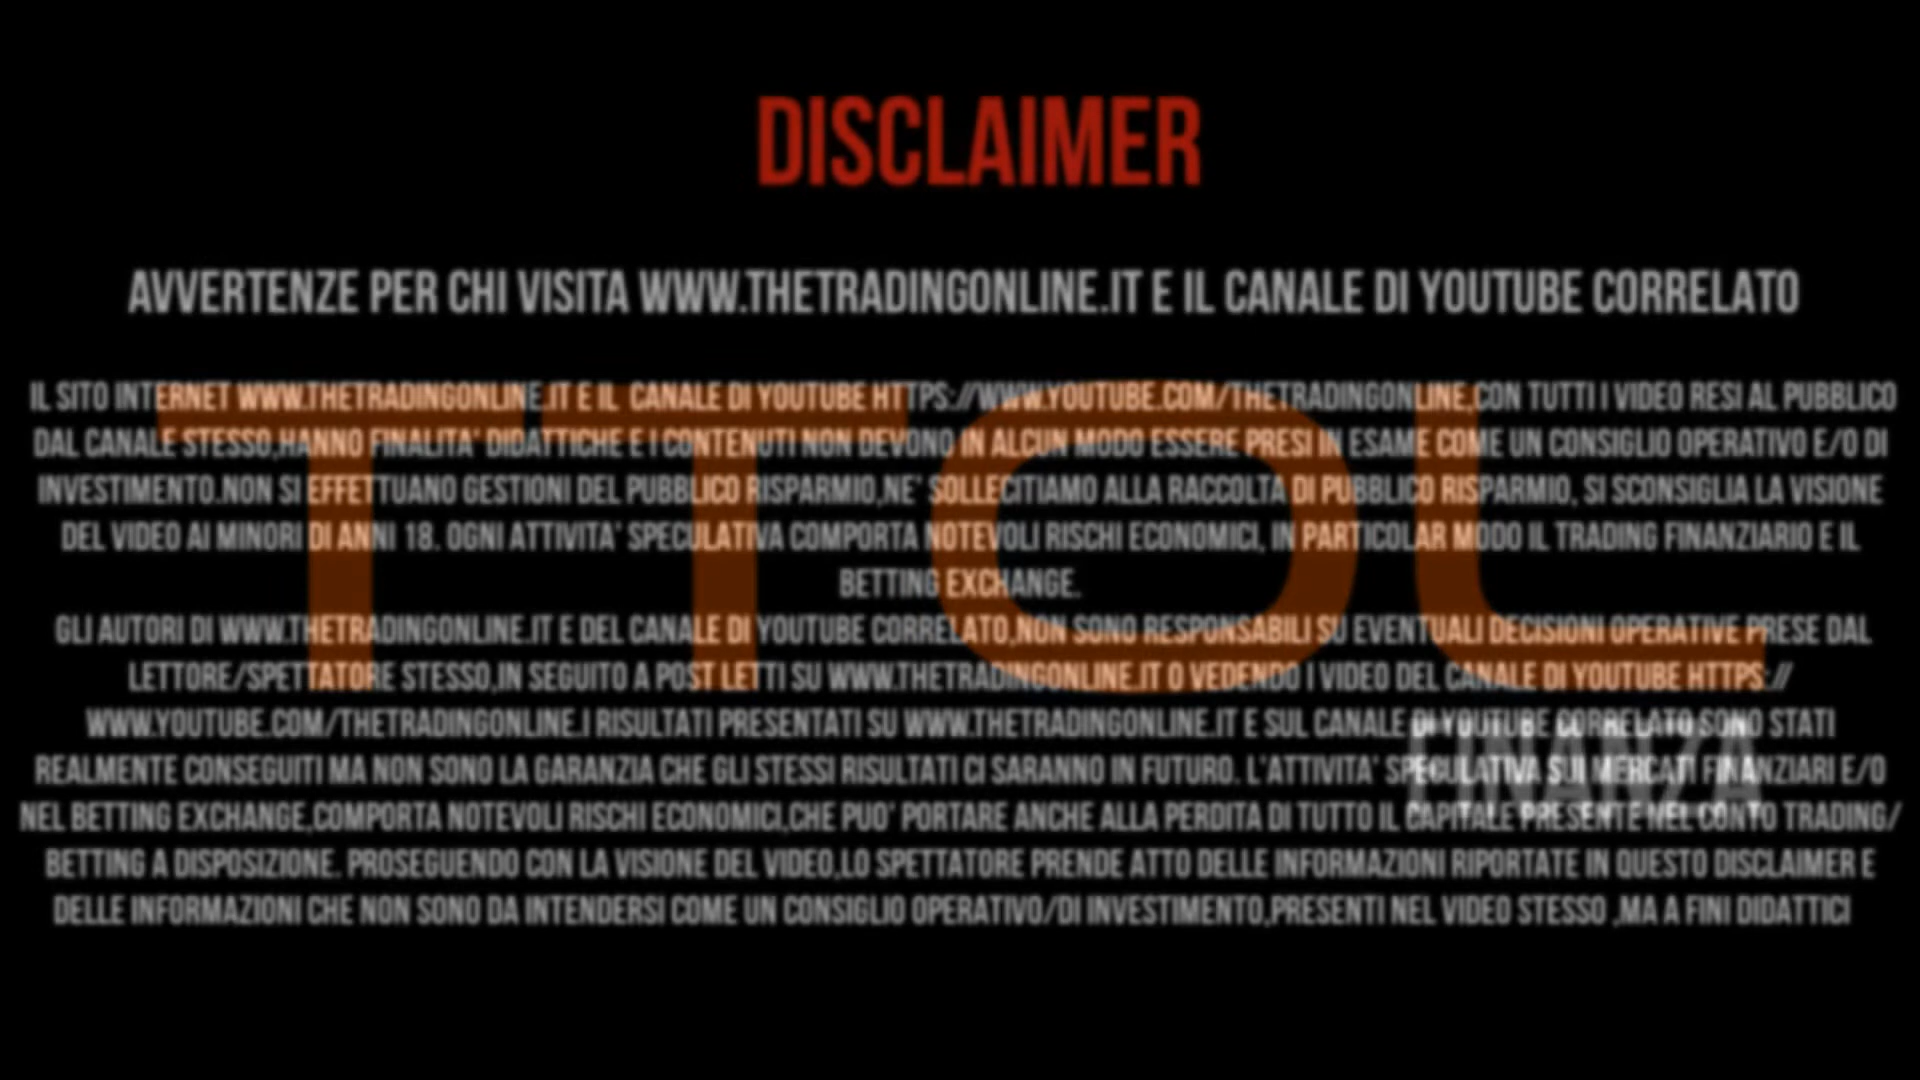 DISCLAIMER
AVVERTENZE PER CHI VISITA WWW.THETRADINGONLINE.IT E IL CANALE DI YOUTUBE CORRELATO
IL SITO INTERNET WWW.THETRADINGONLINE.IT E IL CANALE DI YOUTUBE HTTPS://WWW.YOUTUBE.COM/THETRADINGONLINE,CON TUTTI I VIDEO RESI AL PUBBLICO
DAL CANALE STESSO,HANNO FINALITA' DIDATTICHE E I CONTENUTI NON DEVONO IN ALCUN MODO ESSERE PRESI IN ESAME COME UN CONSIGLIO OPERATIVO E/O DI
INVESTIMENTO.NON SI EFFETTUANO GESTIONI DEL PUBBLICO RISPARMIO,NE' SOLLECITIAMO ALLA RACCOLTA DI PUBBLICO RISPARMIO, SI SCONSIGLIA LA VISIONE
DEL VIDEO AI MINORI DI ANNI 18. OGNI ATTIVITA' SPECULATIVA COMPORTA NOTEVOLI RISCHI ECONOMICI, IN PARTICOLAR MODO IL TRADING FINANZIARIO E IL
BETTING EXCHANGE.
GLI AUTORI DI WWW.THETRADINGONLINE.IT E DEL CANALE DI YOUTUBE CORRELATO,NON SONO RESPONSABILI SU EVENTUALI DECISIONI OPERATIVE PRESE DAL
LETTORE/SPETTATORE STESSO,IN SEGUITO A POST LETTI SU WWW.THETRADINGONLINE.IT O VEDENDO I VIDEO DEL CANALE DI YOUTUBE HTTPS://
WWW.YOUTUBE.COM/THETRADINGONLINE.I RISULTATI PRESENTATI SU WWW.THETRADINGONLINE.IT E SUL CANALE DI YOUTUBE CORRELATO SONO STATI
REALMENTE CONSEGUITI MA NON SONO LA GARANZIA CHE GLI STESSI RISULTATI CI SARANNO IN FUTURO. L'ATTIVITA' SPECULATIVA SUI MERCATI FINANZIARI E/O
NEL BETTING EXCHANGE,COMPORTA NOTEVOLI RISCHI ECONOMICI,CHE PUO' PORTARE ANCHE ALLA PERDITA DI TUTTO IL CAPITALE PRESENTE NEL CONTO TRADING/
BETTING A DISPOSIZIONE. PROSEGUENDO CON LA VISIONE DEL VIDEO,LO SPETTATORE PRENDE ATTO DELLE INFORMAZIONI RIPORTATE IN QUESTO DISCLAIMER E
DELLE INFORMAZIONI CHE NON SONO DA INTENDERSI COME UN CONSIGLIO OPERATIVO/DI INVESTIMENTO,PRESENTI NEL VIDEO STESSO ,MA A FINI DIDATTICI
TTOL
FINANZA